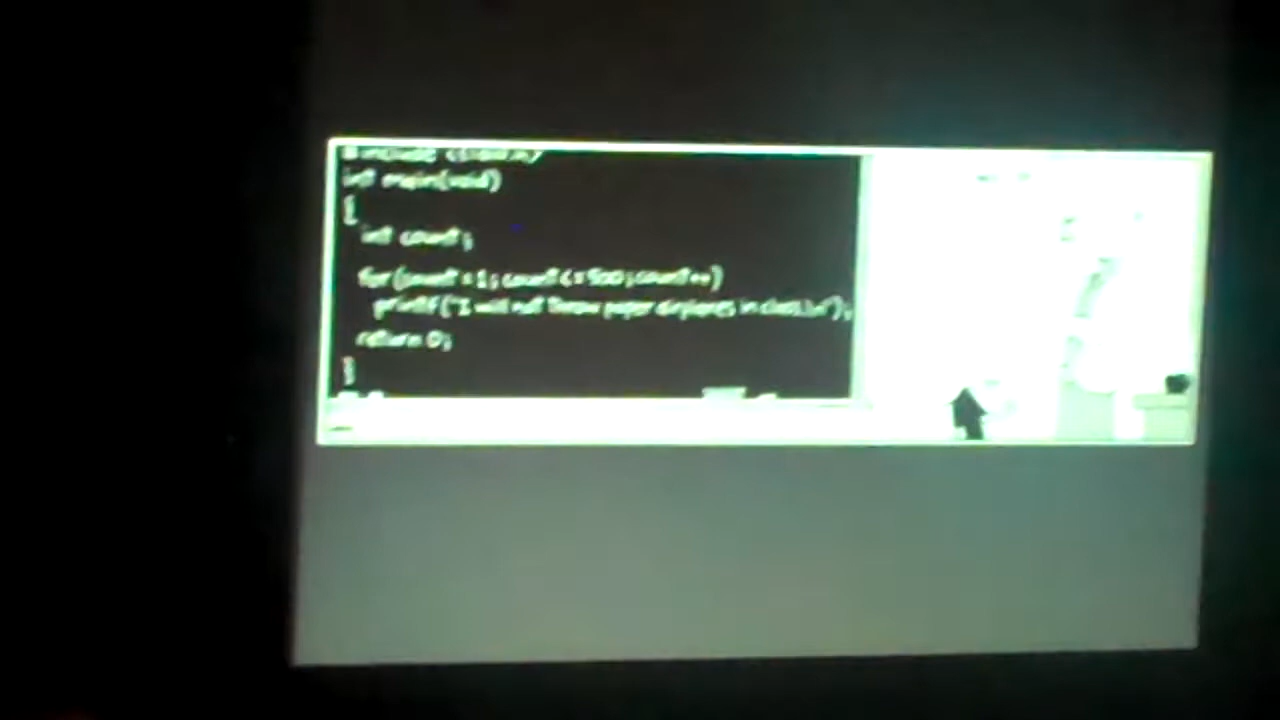 #include <stdio.h>
int main(void)
{
int count;
for (count = 1; count <= 500; count++)
printf("I will not throw paper airplanes in class.\n");
return 0;
}